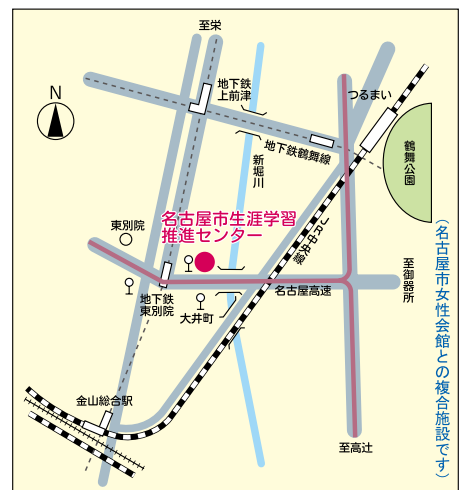 至栄
地下鉄
上前津
つるまい
N
地下鉄鶴舞線
鶴舞公園
新堀川
名古屋市生涯学習
推進センター
東別院
JR中央線
至御器所
(名古屋市女性会館との複合施設です)
地下鉄
東別院
大井町
名古屋高速
金山総合駅
至高辻